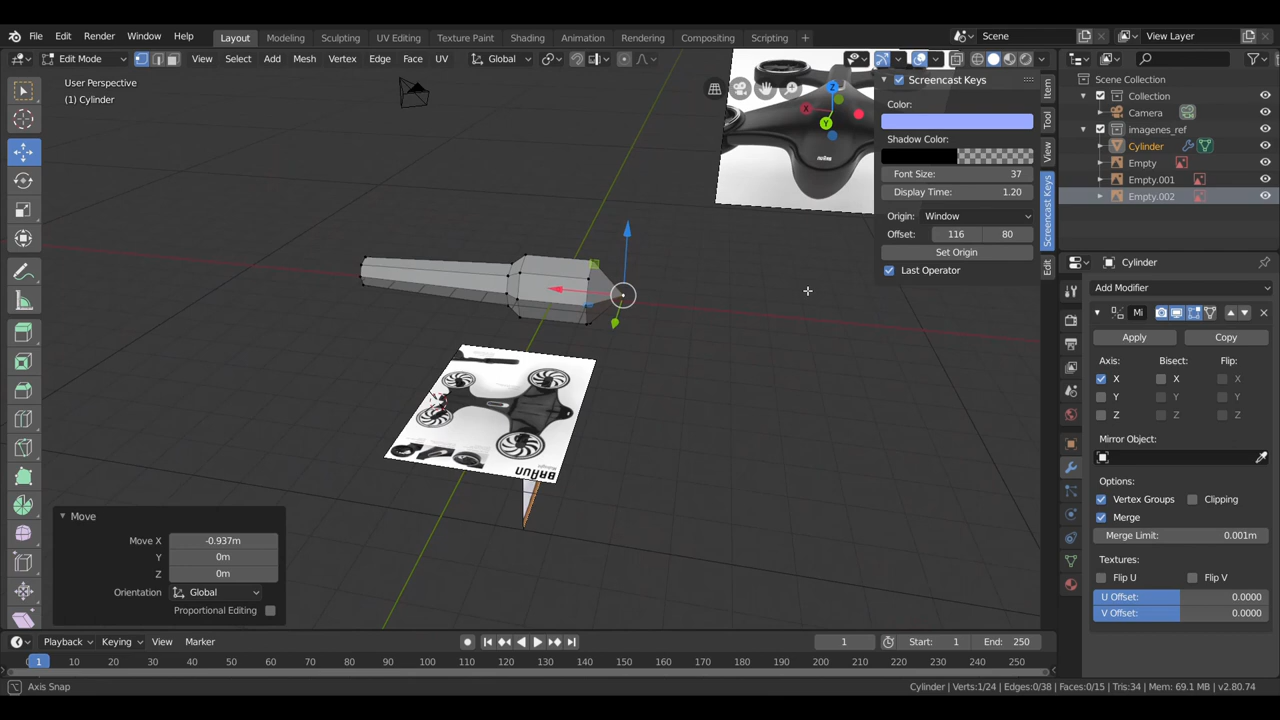 File Edit Render Window Help Layout Modeling Sculpting UV Editing Texture Paint Shading Animation Rendering Compositing Scripting + Scene View Layer
Edit Mode View Select Add Mesh Vertex Edge Face UV Global
User Perspective
(1) Cylinder
Screencast Keys
Color:
Shadow Color:
Font Size: 37
Display Time: 1.20
Origin: Window
Offset: 116 80
Set Origin
Last Operator
Item
Tool
View
Screencast Keys
Edit
X
Y
Z
BRAUN
BRAUN
Scene Collection
Collection
Camera
imagenes_ref
Cylinder
Empty
Empty.001
Empty.002
Cylinder
Add Modifier
Mi
Apply Copy
Axis: Bisect: Flip:
X X X
Y Y Y
Z Z Z
Mirror Object:
Options:
Vertex Groups Clipping
Merge
Merge Limit: 0.001m
Textures:
Flip U Flip V
U Offset: 0.0000
V Offset: 0.0000
Move
Move X -0.937m
Y 0m
Z 0m
Orientation Global
Proportional Editing
Playback Keying View Marker 1 Start: 1 End: 250
1 10 20 30 40 50 60 70 80 90 100 110 120 130 140 150 160 170 180 190 200 210 220 230 240 250
Axis Snap
Cylinder | Verts:1/24 | Edges:0/38 | Faces:0/15 | Tris:34 | Mem: 69.1 MB | v2.80.74